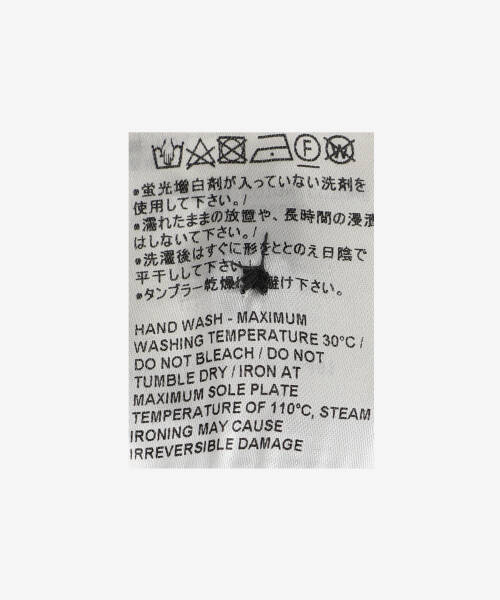 F W
*蛍光増白剤が入っていない洗剤を
使用して下さい。/
*濡れたままの放置や、長時間の浸漬
はしないて下さい。/
*洗濯後はすぐに形をととのえ日陰で
平干しして下さい/
*タンブラー乾燥 避け下さい。
HAND WASH - MAXIMUM
WASHING TEMPERATURE 30°C /
DO NOT BLEACH / DO NOT
TUMBLE DRY / IRON AT
MAXIMUM SOLE PLATE
TEMPERATURE OF 110°C, STEAM
IRONING MAY CAUSE
IRREVERSIBLE DAMAGE